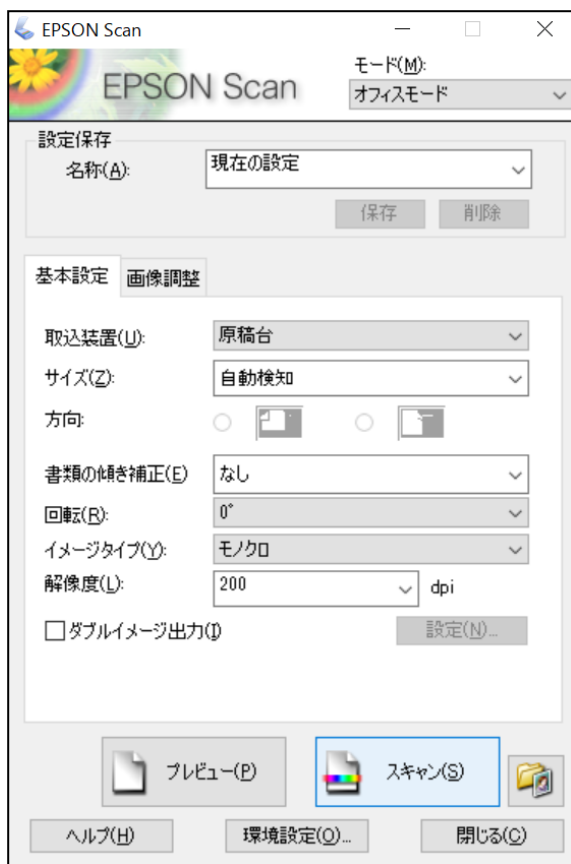 EPSON Scan
EPSON Scan
モード(M):
オフィスモード
設定保存
名称(A):
現在の設定
保存
削除
基本設定
画像調整
取込装置(U):
原稿台
サイズ(Z):
自動検知
方向:
書類の傾き補正(E)
なし
回転(R):
0°
イメージタイプ(Y):
モノクロ
解像度(L):
200
dpi
ダブルイメージ出力(I)
設定(N)...
プレビュー(P)
スキャン(S)
ヘルプ(H)
環境設定(O)...
閉じる(C)